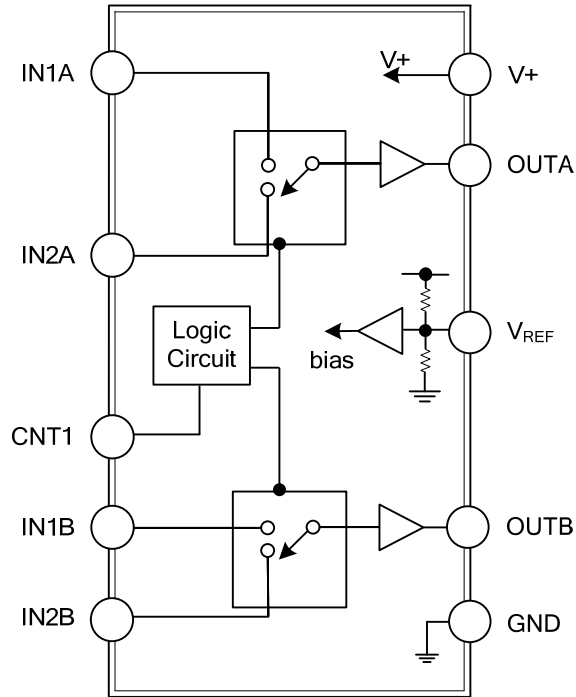 IN1A
V+
V+
OUTA
IN2A
Logic
Circuit
bias
VREF
CNT1
IN1B
OUTB
IN2B
GND